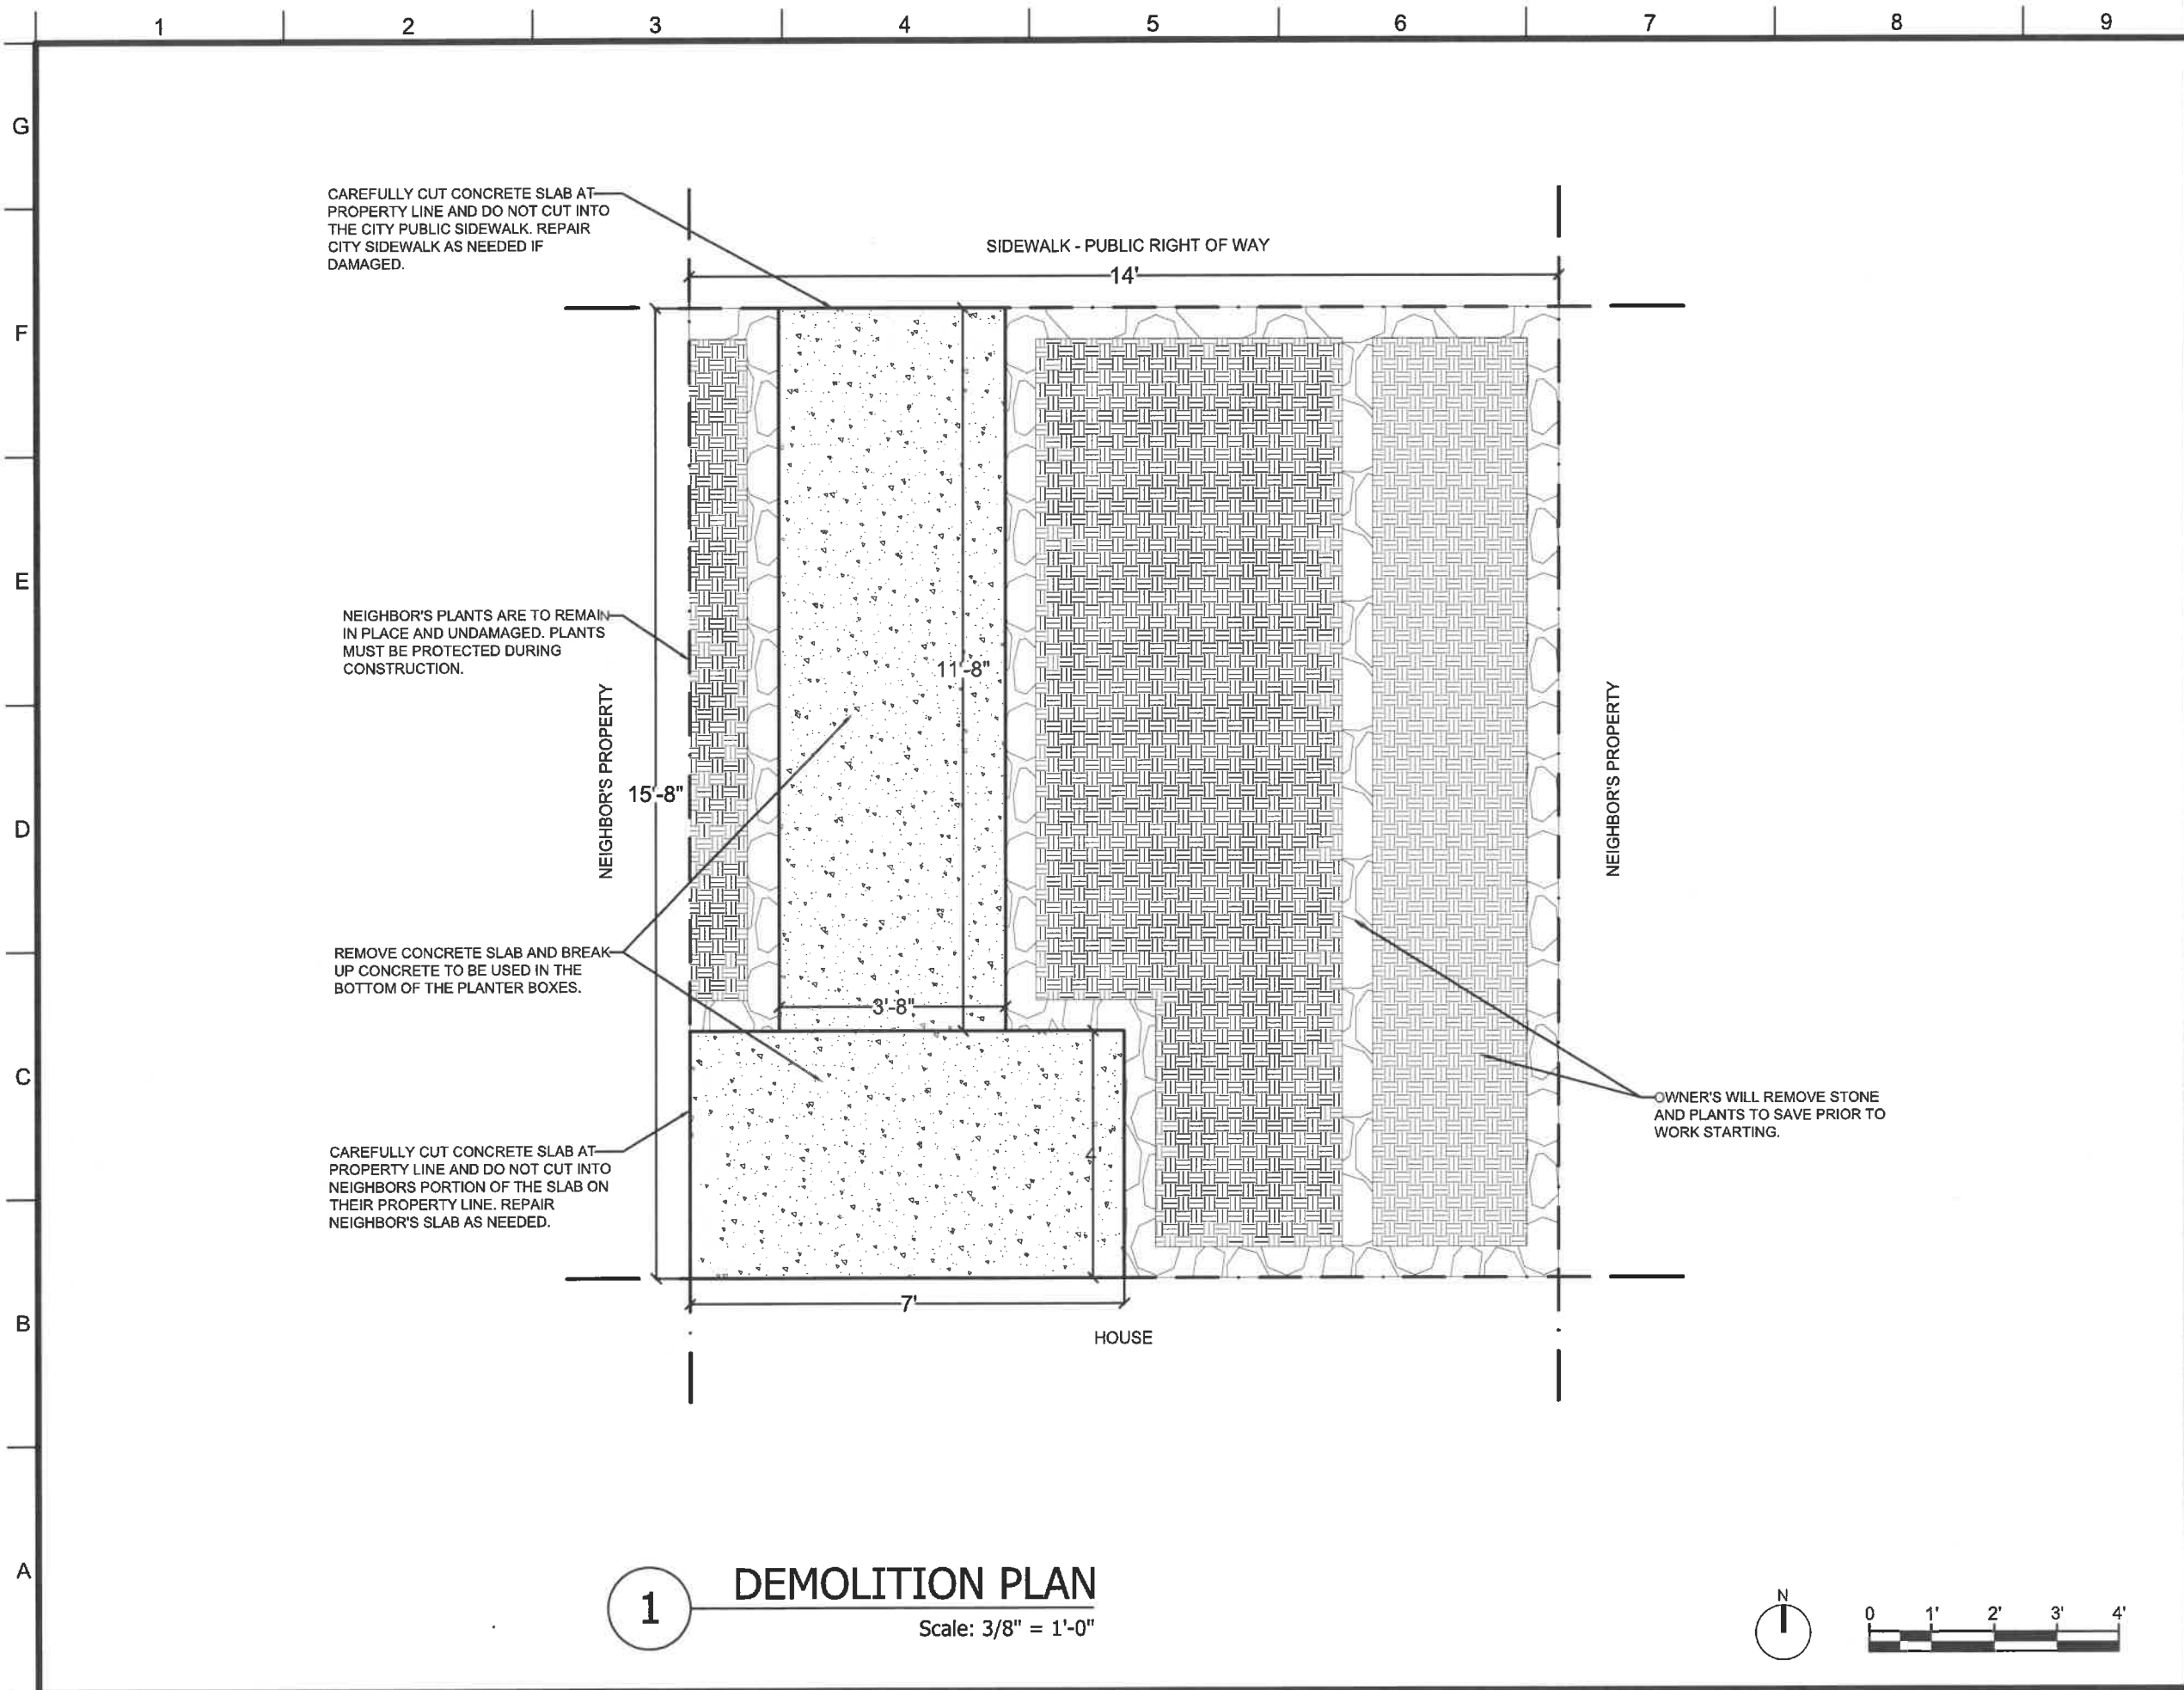 1 2 3 4 5 6 7 8 9
G
F
E
D
C
B
A
CAREFULLY CUT CONCRETE SLAB AT
PROPERTY LINE AND DO NOT CUT INTO
THE CITY PUBLIC SIDEWALK. REPAIR
CITY SIDEWALK AS NEEDED IF
DAMAGED.
SIDEWALK - PUBLIC RIGHT OF WAY
14'
NEIGHBOR'S PLANTS ARE TO REMAIN
IN PLACE AND UNDAMAGED. PLANTS
MUST BE PROTECTED DURING
CONSTRUCTION.
11'-8"
NEIGHBOR'S PROPERTY
15'-8"
NEIGHBOR'S PROPERTY
REMOVE CONCRETE SLAB AND BREAK
UP CONCRETE TO BE USED IN THE
BOTTOM OF THE PLANTER BOXES.
3'-8"
OWNER'S WILL REMOVE STONE
AND PLANTS TO SAVE PRIOR TO
WORK STARTING.
CAREFULLY CUT CONCRETE SLAB AT
PROPERTY LINE AND DO NOT CUT INTO
NEIGHBORS PORTION OF THE SLAB ON
THEIR PROPERTY LINE. REPAIR
NEIGHBOR'S SLAB AS NEEDED.
4'
7'
HOUSE
1
DEMOLITION PLAN
Scale: 3/8" = 1'-0"
N
0 1' 2' 3' 4'